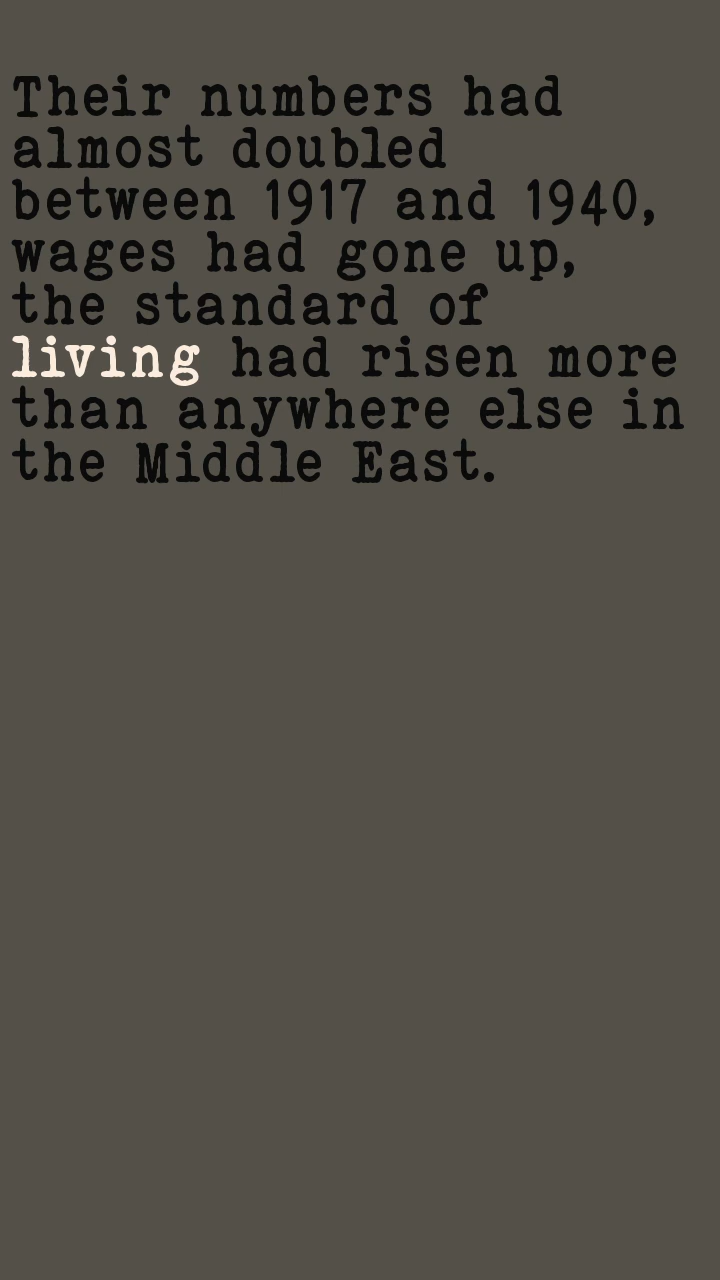 Their numbers had
almost doubled
between 1917 and 1940,
wages had gone up,
the standard of
living had risen more
than anywhere else in
the Middle East.